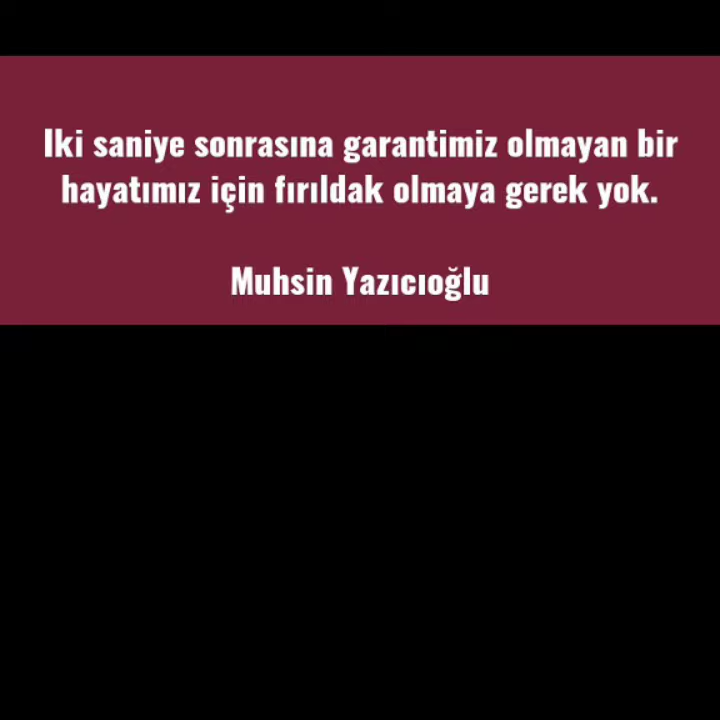 Iki saniye sonrasına garantimiz olmayan bir
hayatımız için fırıldak olmaya gerek yok.
Muhsin Yazıcıoğlu